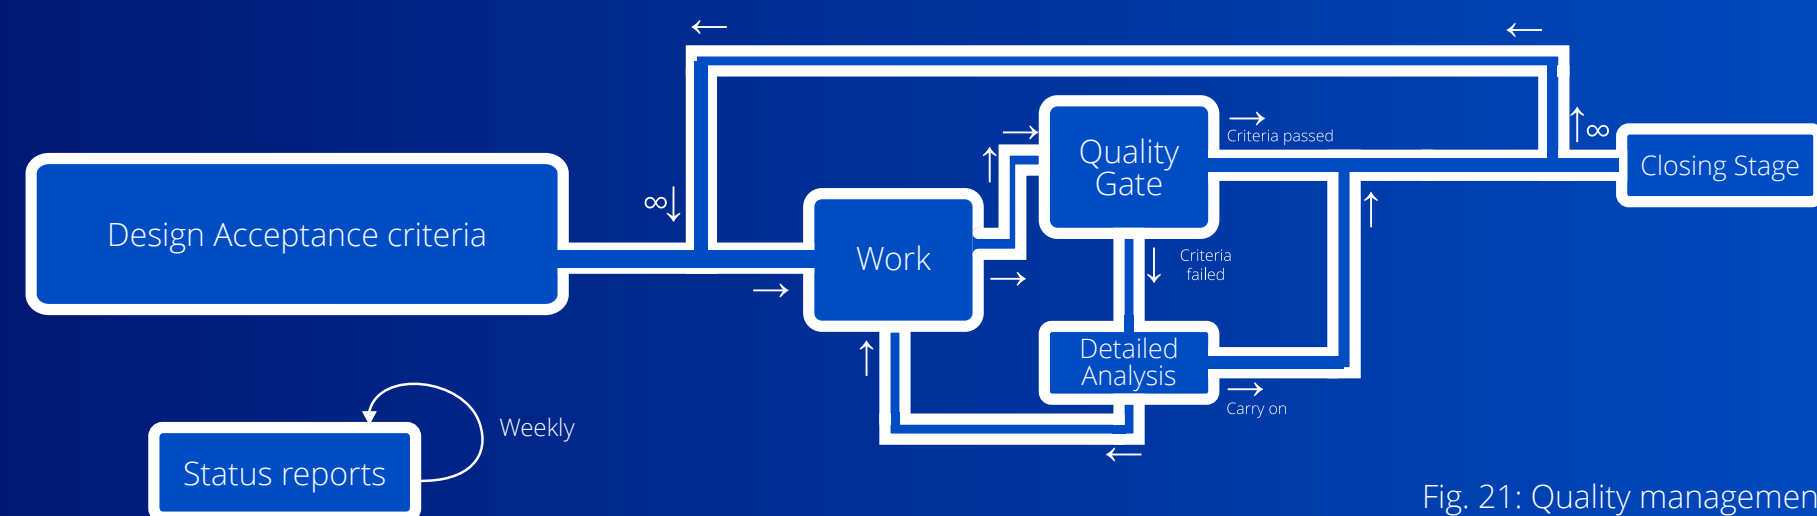 Design Acceptance criteria
∞
Work
Quality
Gate
Criteria passed
∞
Closing Stage
Criteria
failed
Detailed
Analysis
Carry on
Status reports
Weekly
Fig. 21: Quality managemen